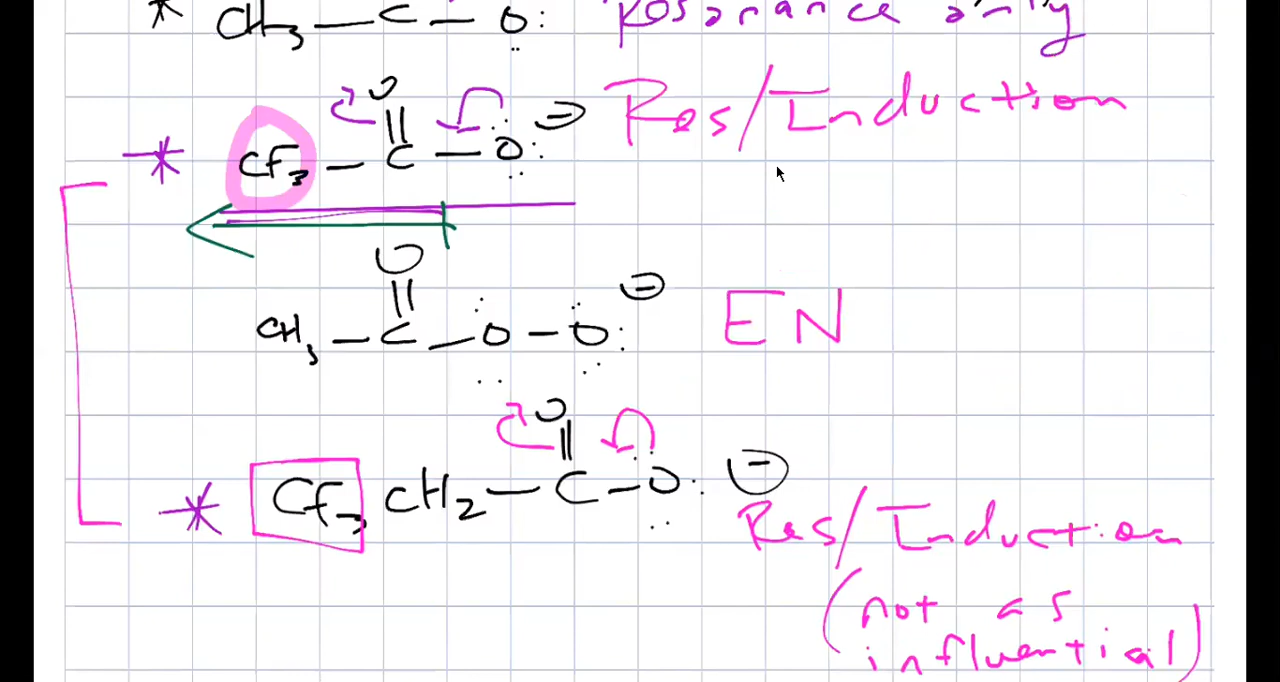 * CH3 — C — O: Resonance only
O
* CF3 — C — O: ⊖ Res/Induction
O
CH3 — C — O — O: ⊖ EN
O
* CF3 CH2 — C — O: ⊖
Res/Induction
(not as
influential)